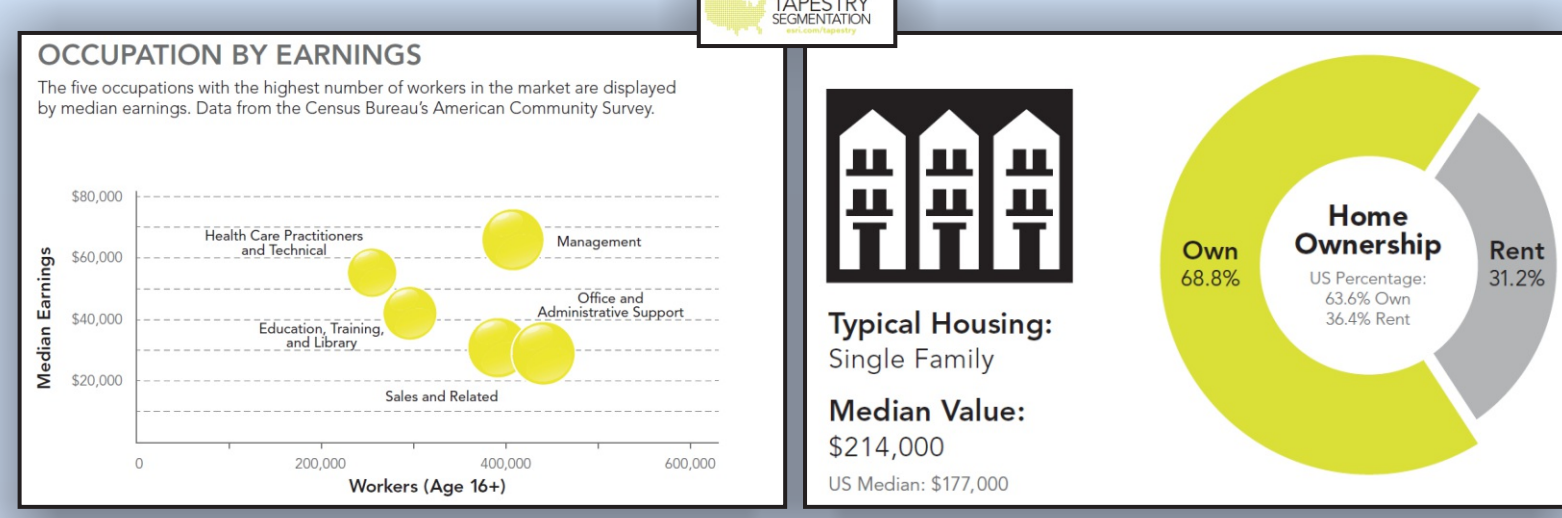 TAPESTRY
SEGMENTATION
esri.com/tapestry
OCCUPATION BY EARNINGS
The five occupations with the highest number of workers in the market are displayed
by median earnings. Data from the Census Bureau's American Community Survey.
Median Earnings
$80,000
$60,000
$40,000
$20,000
Health Care Practitioners
and Technical
Management
Office and
Administrative Support
Education, Training,
and Library
Sales and Related
0
200,000
400,000
600,000
Workers (Age 16+)
Typical Housing:
Single Family
Median Value:
$214,000
US Median: $177,000
Own
68.8%
Home
Ownership
US Percentage:
63.6% Own
36.4% Rent
Rent
31.2%